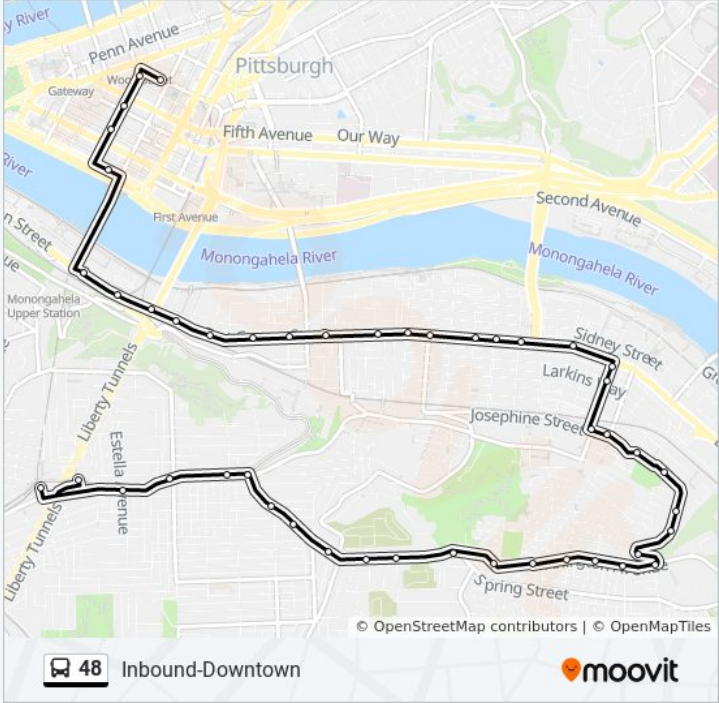 y River
Penn Avenue
Pittsburgh
Gateway
Fifth Avenue
Our Way
River
Second Avenue
First Avenue
n Street
Monongahela River
Monongahela River
ue
Monongahela
Upper Station
Sidney Street
Liberty Tunnels
Larkins
Josephine Street
Estella Avenue
Liberty Tunnels
Spring Street
© OpenStreetMap contributors | © OpenMapTiles
48 Inbound-Downtown
moovit